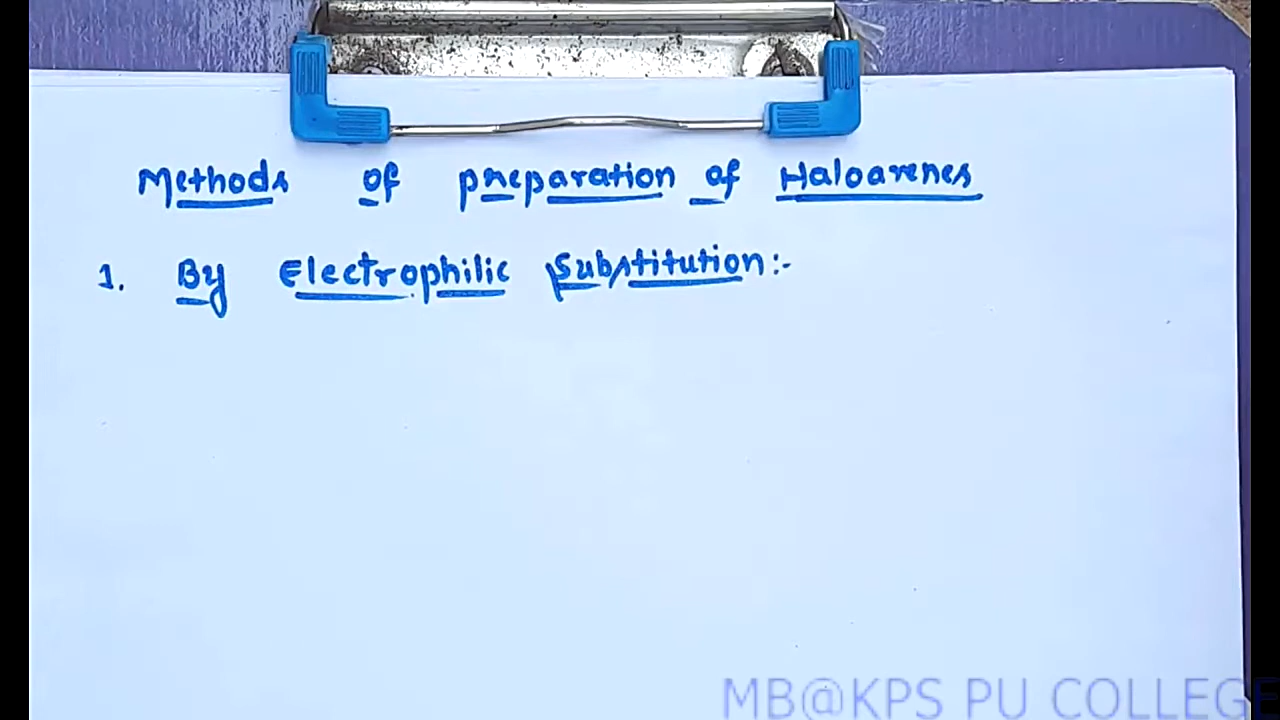 Methods of preparation of Haloarenes
1. By Electrophilic Substitution:-
MB@KPS PU COLLEGE